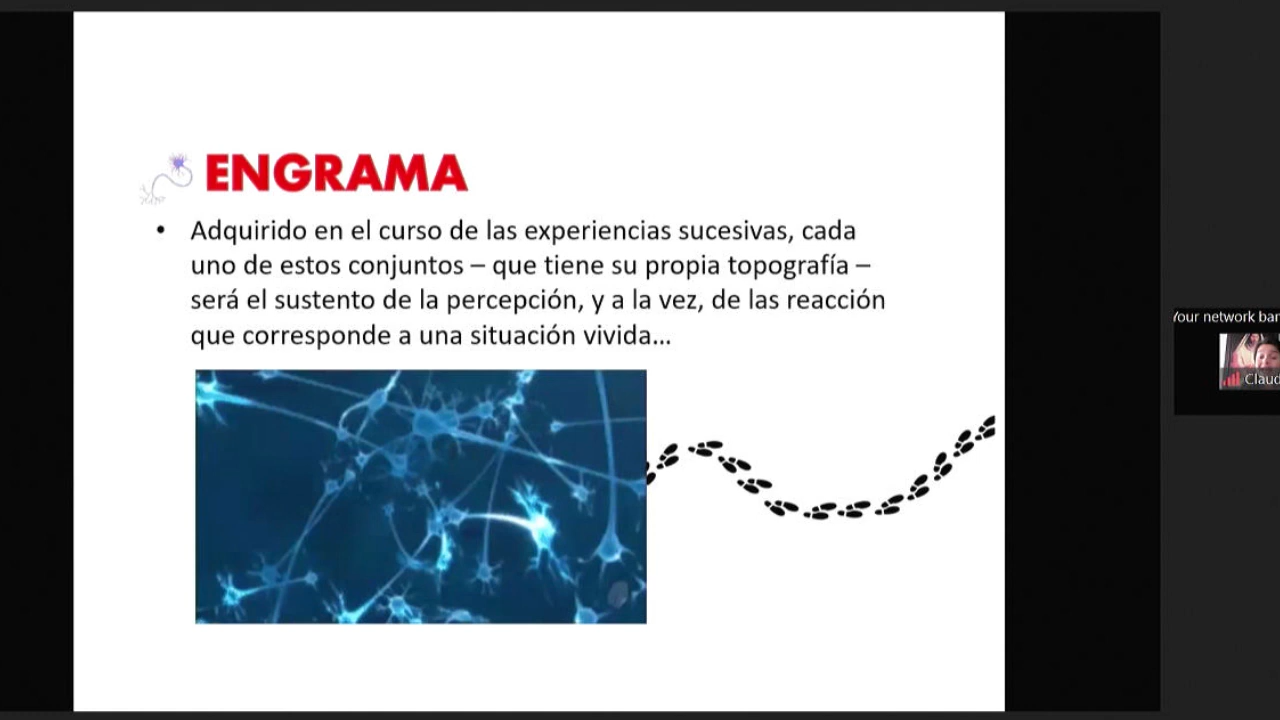 ENGRAMA
• Adquirido en el curso de las experiencias sucesivas, cada
uno de estos conjuntos – que tiene su propia topografía –
será el sustento de la percepción, y a la vez, de las reacción
que corresponde a una situación vivida...
Your network ban
Claud